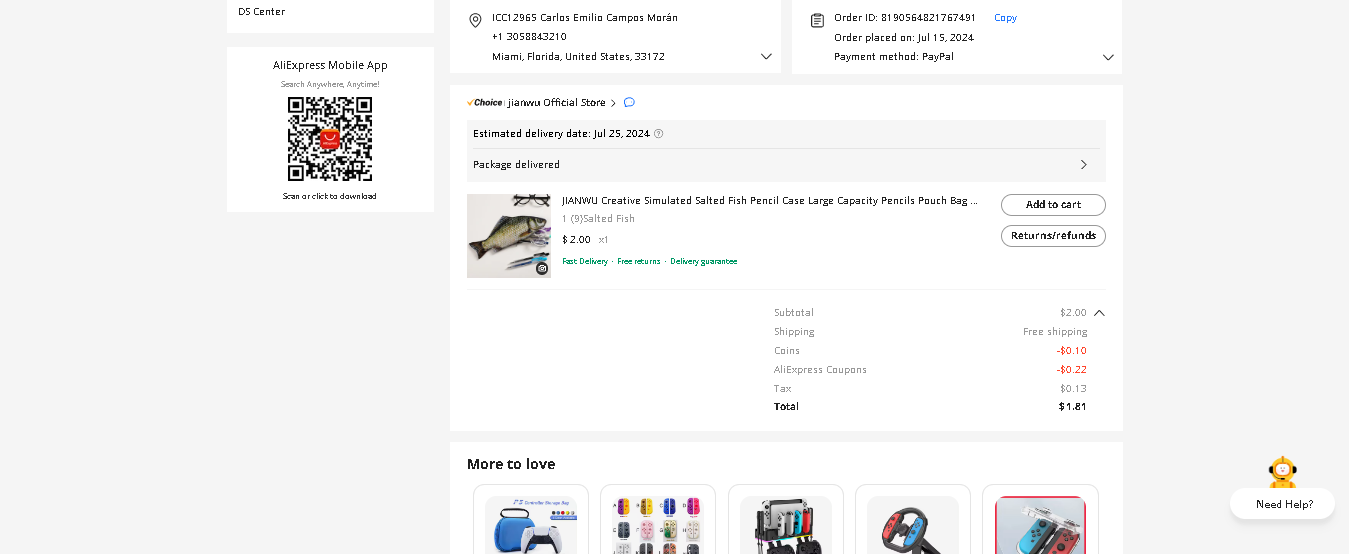 DS Center
AliExpress Mobile App
Search Anywhere, Anytime!
Scan or click to download
ICC12965 Carlos Emilio Campos Morán
+1 3058843210
Miami, Florida, United States, 33172
Order ID: 8190564821767491 Copy
Order placed on: Jul 15, 2024
Payment method: PayPal
Choice jianwu Official Store
Estimated delivery date: Jul 25, 2024
Package delivered
JIANWU Creative Simulated Salted Fish Pencil Case Large Capacity Pencils Pouch Bag ...
1 (9)Salted Fish
$ 2.00 x1
Fast Delivery · Free returns · Delivery guarantee
Add to cart
Returns/refunds
Subtotal $2.00
Shipping Free shipping
Coins -$0.10
AliExpress Coupons -$0.22
Tax $0.13
Total $1.81
More to love
Controller Storage Bag
Need Help?